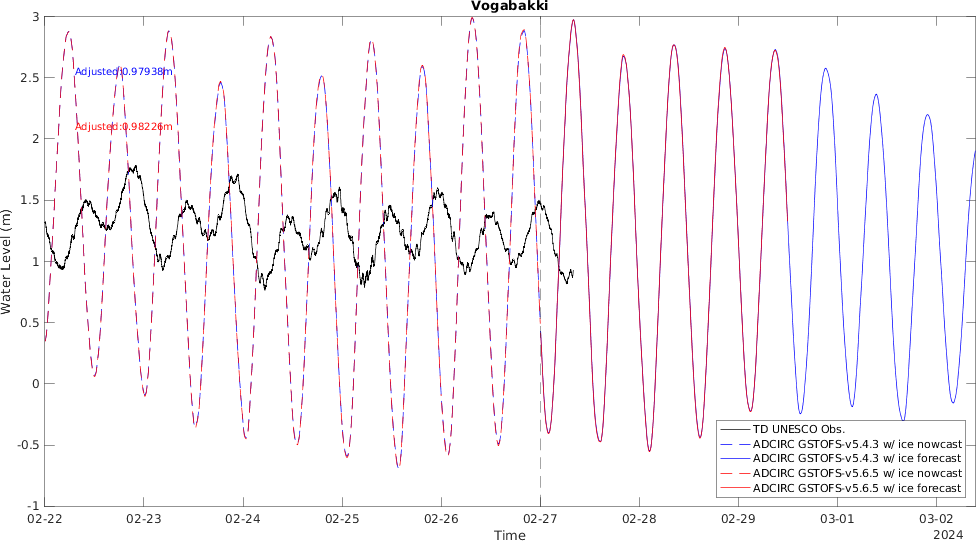 Vogabakki
3
2.5
2
1.5
1
0.5
0
-0.5
-1
Water Level (m)
Adjusted:0.97938m
Adjusted:0.98226m
TD UNESCO Obs.
ADCIRC GSTOFS-v5.4.3 w/ ice nowcast
ADCIRC GSTOFS-v5.4.3 w/ ice forecast
ADCIRC GSTOFS-v5.6.5 w/ ice nowcast
ADCIRC GSTOFS-v5.6.5 w/ ice forecast
02-22 02-23 02-24 02-25 02-26 02-27 02-28 02-29 03-01 03-02
Time 2024